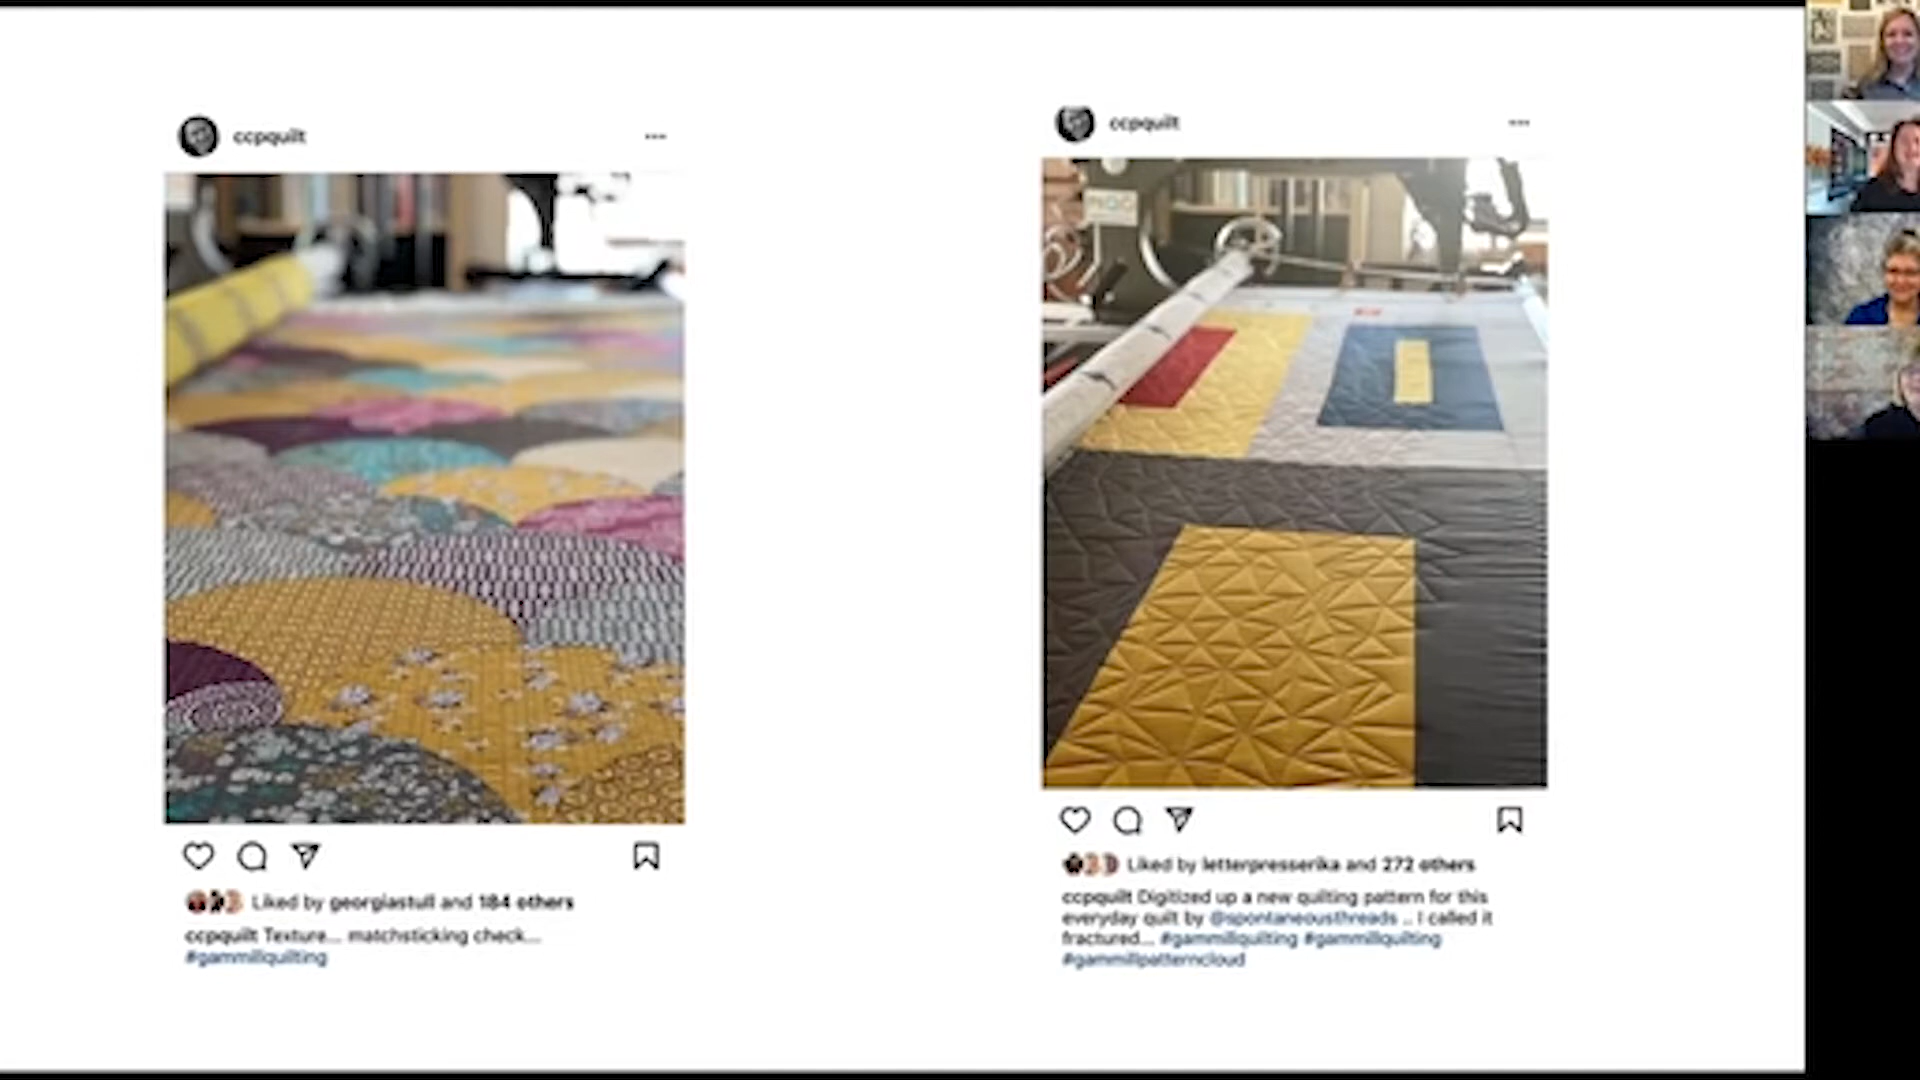 ccpquilt
Liked by georgiastull and 184 others
ccpquilt Texture... matchsticking check...
#gammillquilting
ccpquilt
Liked by letterpresserika and 272 others
ccpquilt Digitized up a new quilting pattern for this
everyday quilt by @spontaneousthreads .. I called it
fractured... #gammillquilting #gammillquilting
#gammillpatterncloud